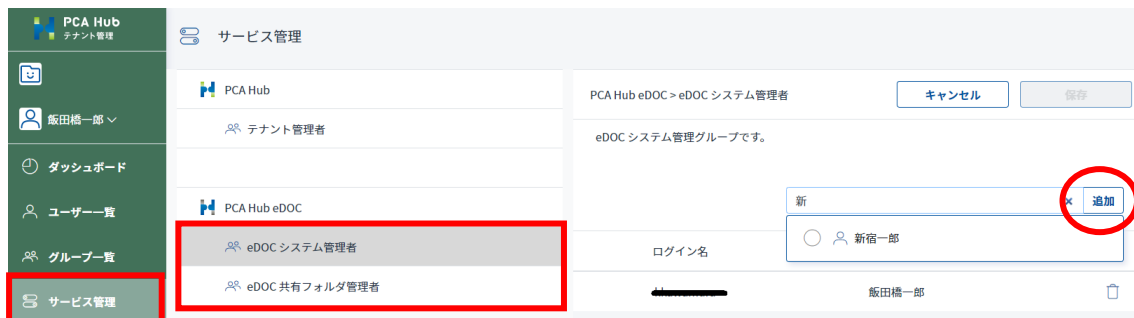 PCA Hub
テナント管理
飯田橋一郎
ダッシュボード
ユーザー一覧
グループ一覧
サービス管理
サービス管理
PCA Hub
テナント管理者
PCA Hub eDOC
eDOC システム管理者
eDOC 共有フォルダ管理者
PCA Hub eDOC > eDOC システム管理者
キャンセル
保存
eDOC システム管理グループです。
新
× 追加
新宿一郎
ログイン名
飯田橋一郎